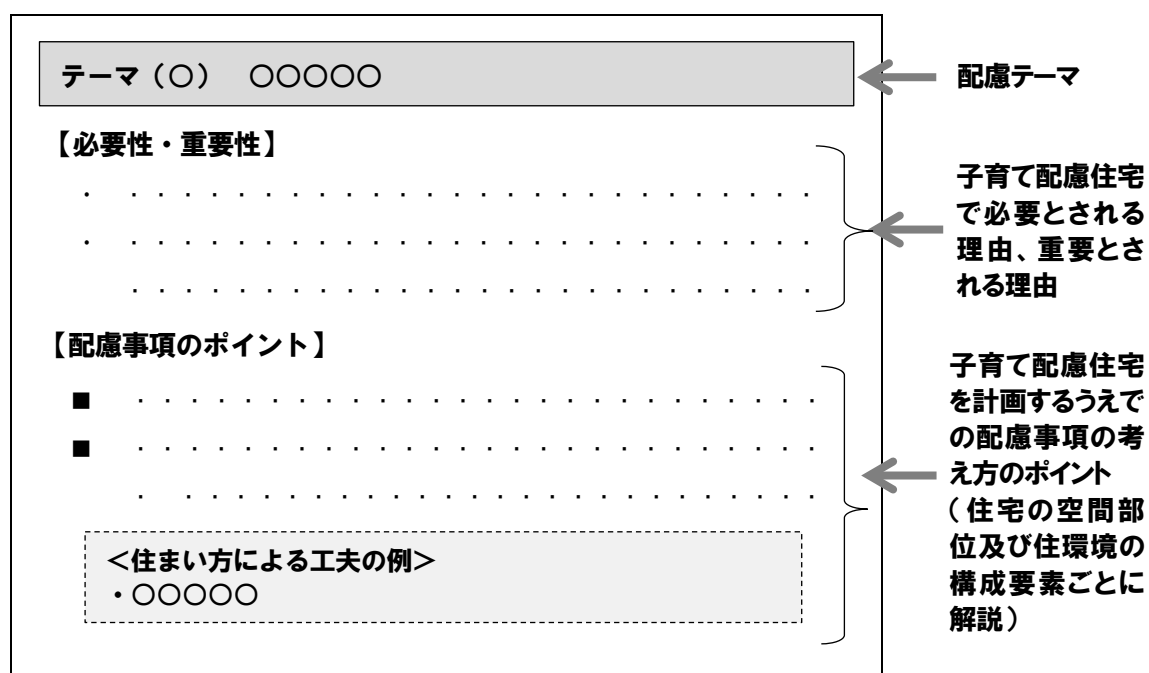 テーマ（○）　○○○○○
配慮テーマ
【必要性・重要性】
・　・・・・・・・・・・・・・・・・・・・・・・・・・・
・　・・・・・・・・・・・・・・・・・・・・・・・・・・
・・・・・・・・・・・・・・・・・・・・・・・・・・
子育て配慮住宅
で必要とされる
理由、重要とさ
れる理由
【配慮事項のポイント】
■　・・・・・・・・・・・・・・・・・・・・・・・・・・
■　・・・・・・・・・・・・・・・・・・・・・・・・・・
・　・・・・・・・・・・・・・・・・・・・・・・・・
＜住まい方による工夫の例＞
・○○○○○
子育て配慮住宅
を計画するうえで
の配慮事項の考
え方のポイント
（住宅の空間部
位及び住環境の
構成要素ごとに
解説）